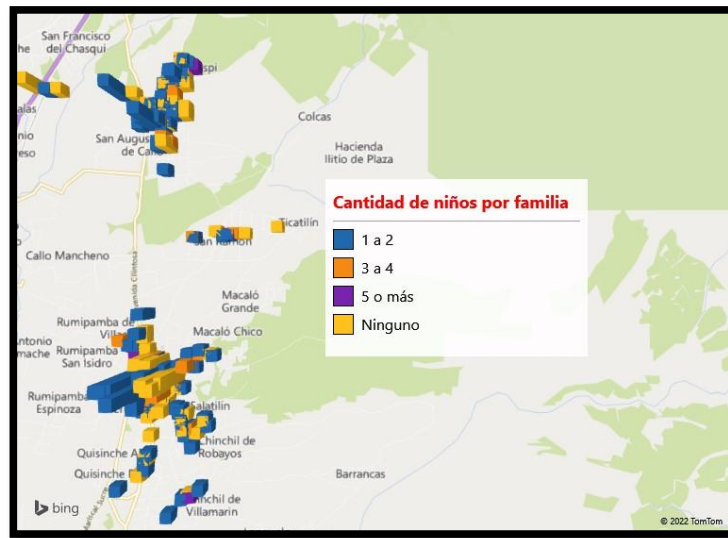 San Francisco
del Chasqui
San Augus
de Callo
Colcas
Hacienda
Ilitio de Plaza
Ticatilín
San Ramón
Callo Mancheno
Cantidad de niños por familia
1 a 2
3 a 4
5 o más
Ninguno
Macaló
Grande
Macaló Chico
Rumipamba de
Rumipamba
San Isidro
Rumipamba
Espinoza
Salatilín
Chinchil de
Robayos
Quisinche A
Quisinche
Barrancas
Chinchil de
Villamarin
bing
© 2022 TomTom